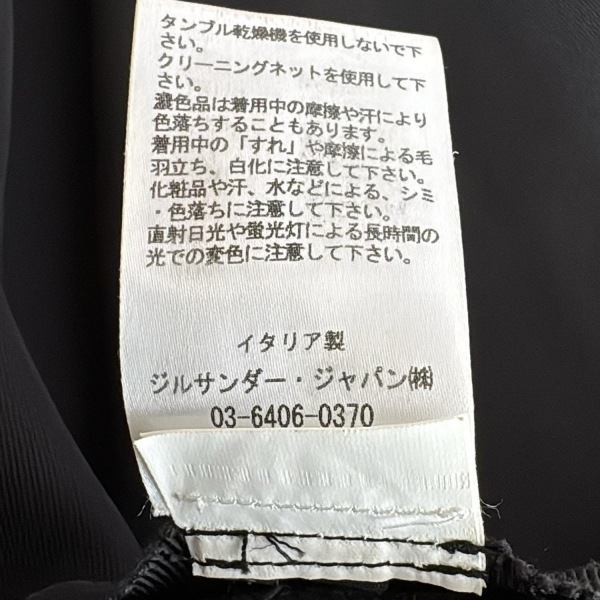 タンブル乾燥機を使用しないで下
さい。
クリーニングネットを使用して下
さい。
濃色品は着用中の摩擦や汗により
色落ちすることもあります。
着用中の「すれ」や摩擦による毛
羽立ち、白化に注意して下さい。
化粧品や汗、水などによる、シミ
・色落ちに注意して下さい。
直射日光や蛍光灯による長時間の
光での変色に注意して下さい。
イタリア製
ジルサンダー・ジャパン㈱
03-6406-0370